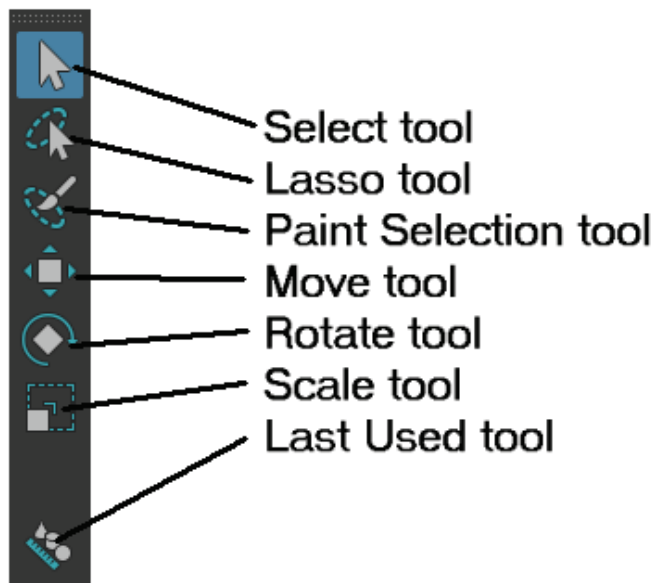 Select tool
Lasso tool
Paint Selection tool
Move tool
Rotate tool
Scale tool
Last Used tool